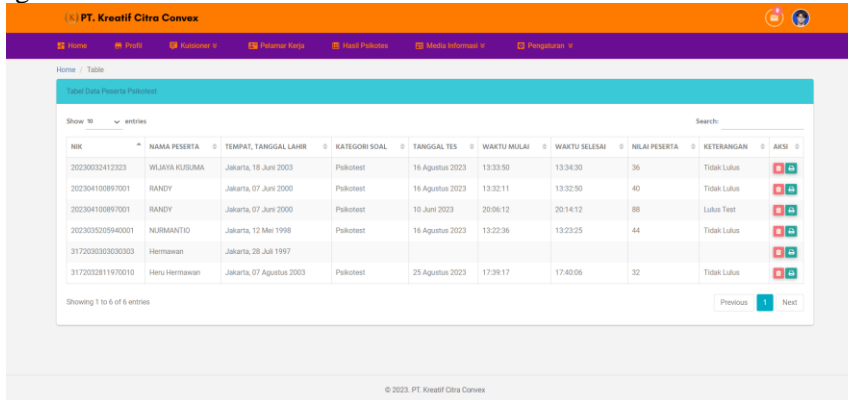 (K) PT. Kreatif Citra Convex
Home Profil Kuisioner Pelamar Kerja Hasil Psikotes Media Informasi Pengaturan
Home / Table
Tabel Data Peserta Psikotest
Show 10 entries Search:
NIK NAMA PESERTA TEMPAT, TANGGAL LAHIR KATEGORI SOAL TANGGAL TES WAKTU MULAI WAKTU SELESAI NILAI PESERTA KETERANGAN AKSI
20230032412323 WIJAYA KUSUMA Jakarta, 18 Juni 2003 Psikotest 16 Agustus 2023 13:33:50 13:34:30 36 Tidak Lulus
202304100897001 RANDY Jakarta, 07 Juni 2000 Psikotest 16 Agustus 2023 13:32:11 13:32:50 40 Tidak Lulus
202304100897001 RANDY Jakarta, 07 Juni 2000 Psikotest 10 Juni 2023 20:06:12 20:14:12 88 Lulus Test
2023035205940001 NURMANTIO Jakarta, 12 Mei 1998 Psikotest 16 Agustus 2023 13:22:36 13:23:25 44 Tidak Lulus
3172030303030303 Hermawan Jakarta, 28 Juli 1997
3172032811970010 Heru Hermawan Jakarta, 07 Agustus 2003 Psikotest 25 Agustus 2023 17:39:17 17:40:06 32 Tidak Lulus
Showing 1 to 6 of 6 entries Previous 1 Next
© 2023. PT. Kreatif Citra Convex